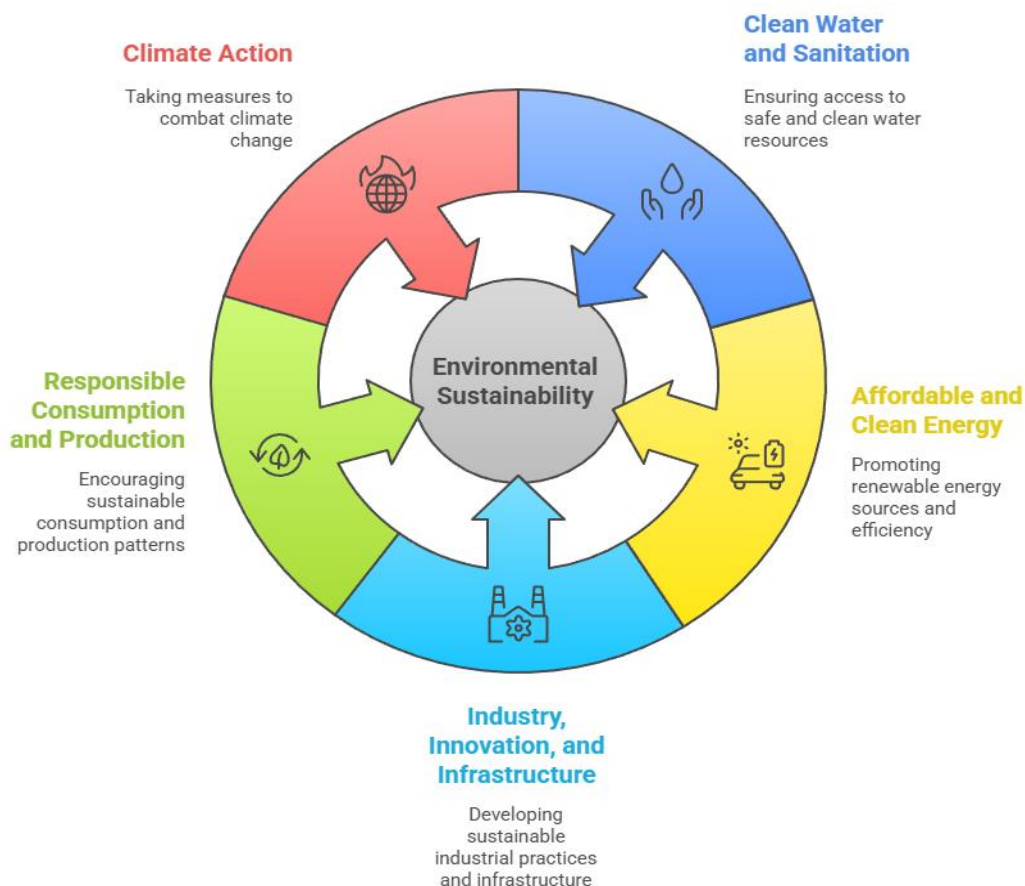 Climate Action
Taking measures to
combat climate
change
Clean Water
and Sanitation
Ensuring access to
safe and clean water
resources
Environmental
Sustainability
Responsible
Consumption
and Production
Encouraging
sustainable
consumption and
production patterns
Affordable and
Clean Energy
Promoting
renewable energy
sources and
efficiency
Industry,
Innovation, and
Infrastructure
Developing
sustainable
industrial practices
and infrastructure